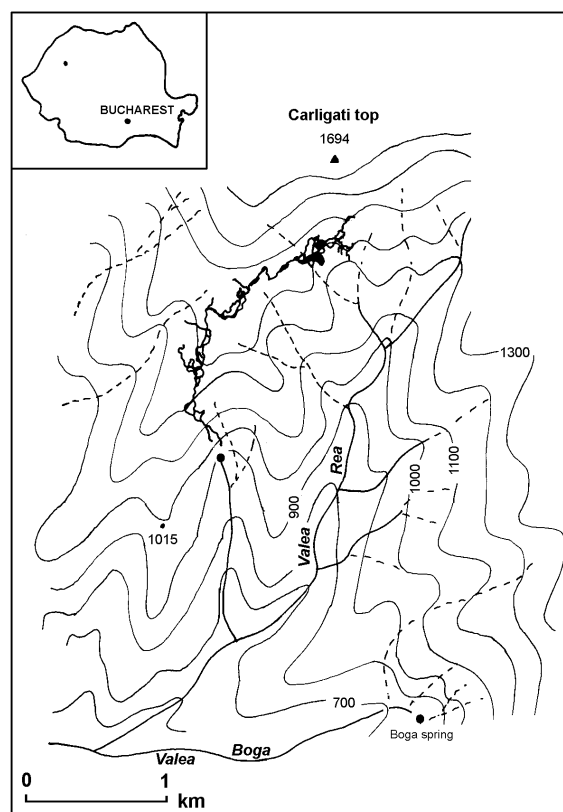 BUCHAREST
Carligati top
1694
1300
1100
1000
Rea
900
Valea
1015
700
Boga spring
Valea Boga
0 1
km